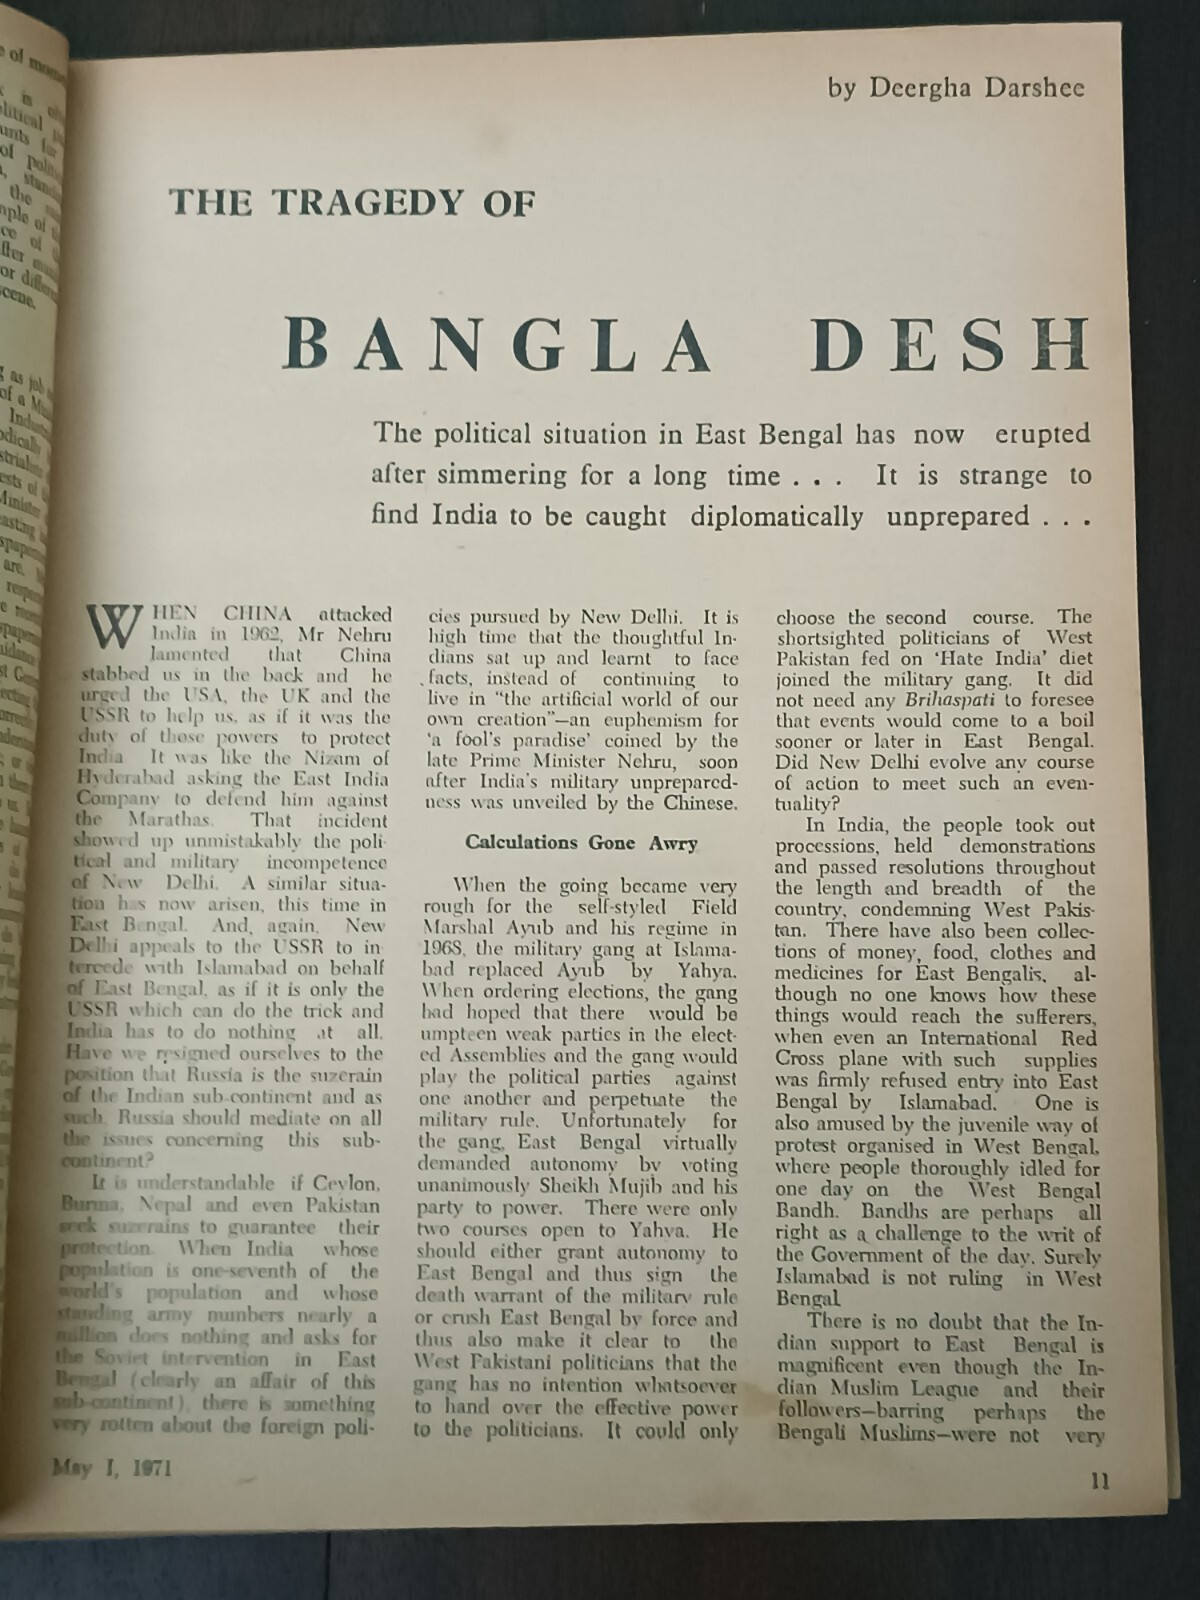 by Deergha Darshee
THE TRAGEDY OF
BANGLA DESH
The political situation in East Bengal has now erupted
after simmering for a long time . . . It is strange to
find India to be caught diplomatically unprepared . . .
WHEN CHINA attacked
India in 1962, Mr Nehru
lamented that China
stabbed us in the back and he
urged the USA, the UK and the
USSR to help us, as if it was the
duty of those powers to protect
India. It was like the Nizam of
Hyderabad asking the East India
Company to defend him against
the Marathas. That incident
showed up unmistakably the poli-
tical and military incompetence
of New Delhi. A similar situa-
tion has now arisen, this time in
East Bengal. And, again, New
Delhi appeals to the USSR to in
tercede with Islamabad on behalf
of East Bengal, as if it is only the
USSR which can do the trick and
India has to do nothing at all.
Have we resigned ourselves to the
position that Russia is the suzerain
of the Indian sub-continent and as
such, Russia should mediate on all
the issues concerning this sub-
continent?
It is understandable if Ceylon,
Burma, Nepal and even Pakistan
seek suzerains to guarantee their
protection. When India whose
population is one-seventh of the
world's population and whose
standing army numbers nearly a
million does nothing and asks for
the Soviet intervention in East
Bengal (clearly an affair of this
sub-continent), there is something
very rotten about the foreign poli-
cies pursued by New Delhi. It is
high time that the thoughtful In-
dians sat up and learnt to face
facts, instead of continuing to
live in "the artificial world of our
own creation"—an euphemism for
'a fool's paradise' coined by the
late Prime Minister Nehru, soon
after India's military unprepared-
ness was unveiled by the Chinese.
Calculations Gone Awry
When the going became very
rough for the self-styled Field
Marshal Ayub and his regime in
1968, the military gang at Islama-
bad replaced Ayub by Yahya.
When ordering elections, the gang
had hoped that there would be
umpteen weak parties in the elect-
ed Assemblies and the gang would
play the political parties against
one another and perpetuate the
military rule. Unfortunately for
the gang, East Bengal virtually
demanded autonomy by voting
unanimously Sheikh Mujib and his
party to power. There were only
two courses open to Yahya. He
should either grant autonomy to
East Bengal and thus sign the
death warrant of the military rule
or crush East Bengal by force and
thus also make it clear to the
West Pakistani politicians that the
gang has no intention whatsoever
to hand over the effective power
to the politicians. It could only
choose the second course. The
shortsighted politicians of West
Pakistan fed on 'Hate India' diet
joined the military gang. It did
not need any Brihaspati to foresee
that events would come to a boil
sooner or later in East Bengal.
Did New Delhi evolve any course
of action to meet such an even-
tuality?
In India, the people took out
processions, held demonstrations
and passed resolutions throughout
the length and breadth of the
country, condemning West Pakis-
tan. There have also been collec-
tions of money, food, clothes and
medicines for East Bengalis, al-
though no one knows how these
things would reach the sufferers,
when even an International Red
Cross plane with such supplies
was firmly refused entry into East
Bengal by Islamabad. One is
also amused by the juvenile way of
protest organised in West Bengal,
where people thoroughly idled for
one day on the West Bengal
Bandh. Bandhs are perhaps all
right as a challenge to the writ of
the Government of the day. Surely
Islamabad is not ruling in West
Bengal
There is no doubt that the In-
dian support to East Bengal is
magnificent even though the In-
dian Muslim League and their
followers—barring perhaps the
Bengali Muslims—were not very
May 1, 1971
11